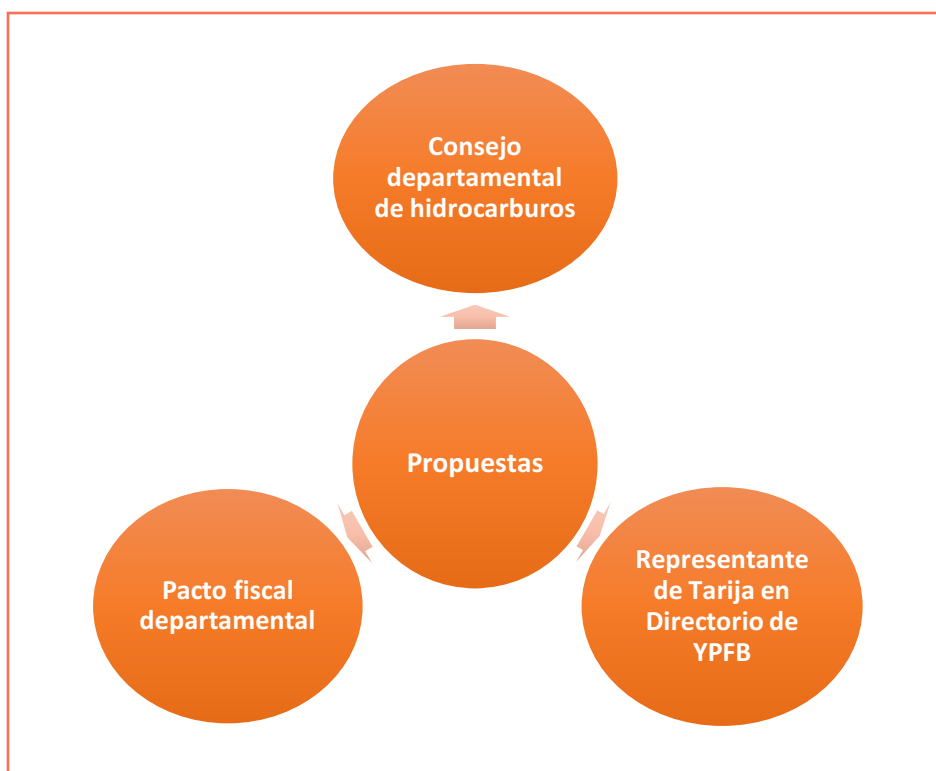 Consejo
departamental
de hidrocarburos
Propuestas
Pacto fiscal
departamental
Representante
de Tarija en
Directorio de
YPFB